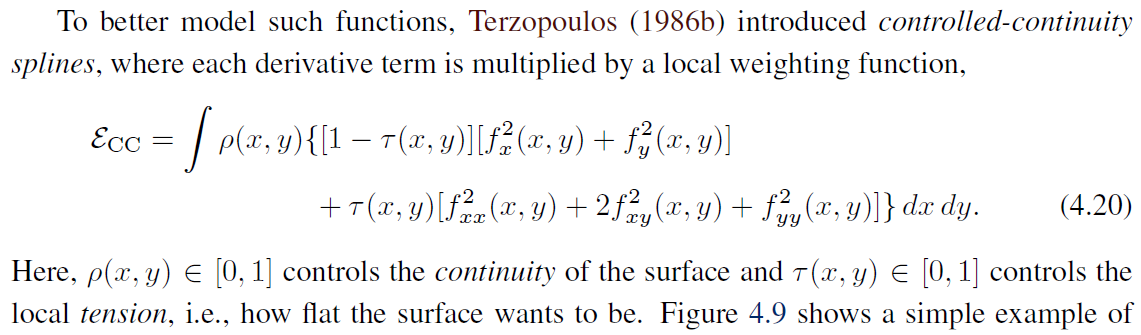 To better model such functions, Terzopoulos (1986b) introduced controlled-continuity
splines, where each derivative term is multiplied by a local weighting function,
ℰ_CC = ∫ ρ(x, y){[1 − τ(x, y)][f_x^2(x, y) + f_y^2(x, y)]
+ τ(x, y)[f_xx^2(x, y) + 2f_xy^2(x, y) + f_yy^2(x, y)]} dx dy. (4.20)
Here, ρ(x, y) ∈ [0, 1] controls the continuity of the surface and τ(x, y) ∈ [0, 1] controls the
local tension, i.e., how flat the surface wants to be. Figure 4.9 shows a simple example of